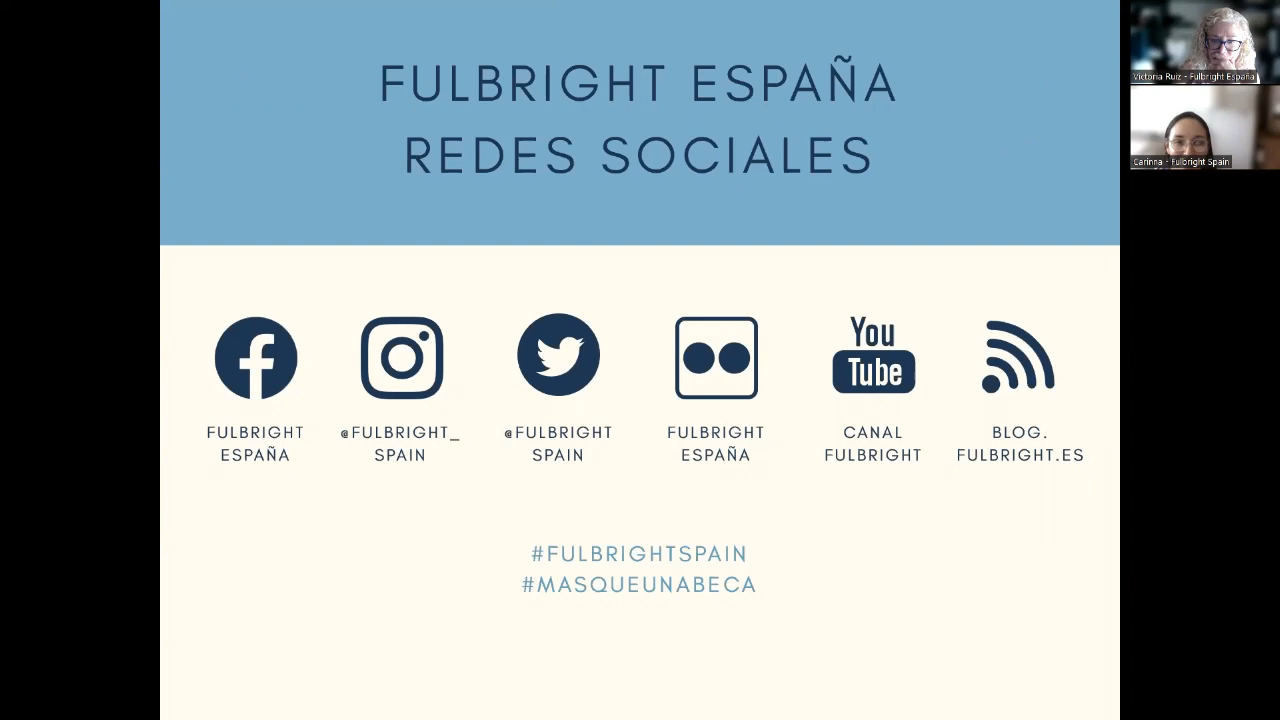 FULBRIGHT ESPAÑA
REDES SOCIALES
You
Tube
FULBRIGHT
ESPAÑA
@FULBRIGHT_
SPAIN
@FULBRIGHT
SPAIN
FULBRIGHT
ESPAÑA
CANAL
FULBRIGHT
BLOG.
FULBRIGHT.ES
#FULBRIGHTSPAIN
#MASQUEUNABECA
Victoria Ruiz - Fulbright España
Carinna - Fulbright Spain